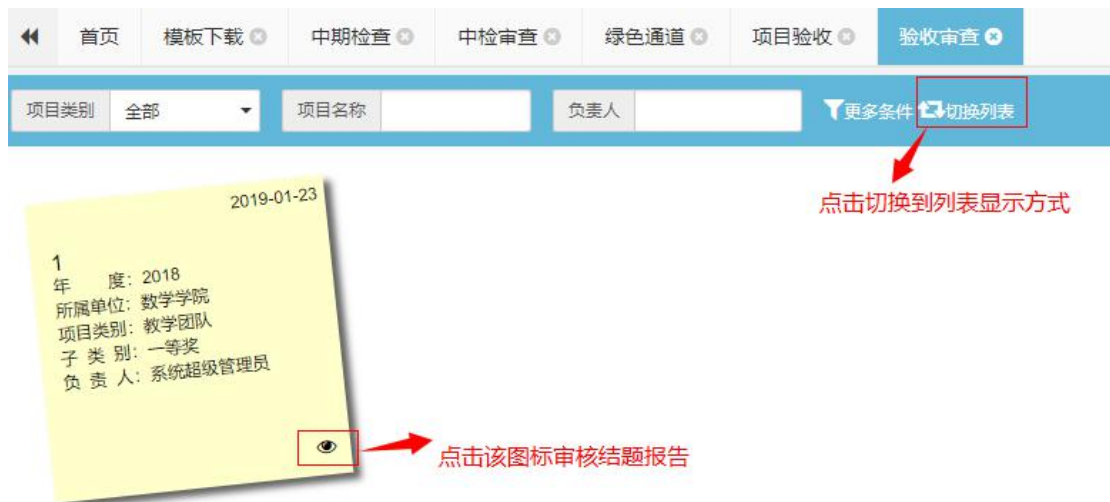 首页 模板下载 中期检查 中检审查 绿色通道 项目验收 验收审查
项目类别 全部 项目名称 负责人 更多条件 切换列表
点击切换到列表显示方式
2019-01-23
1
年 度：2018
所属单位：数学学院
项目类别：教学团队
子 类 别：一等奖
负 责 人：系统超级管理员
点击该图标审核结题报告